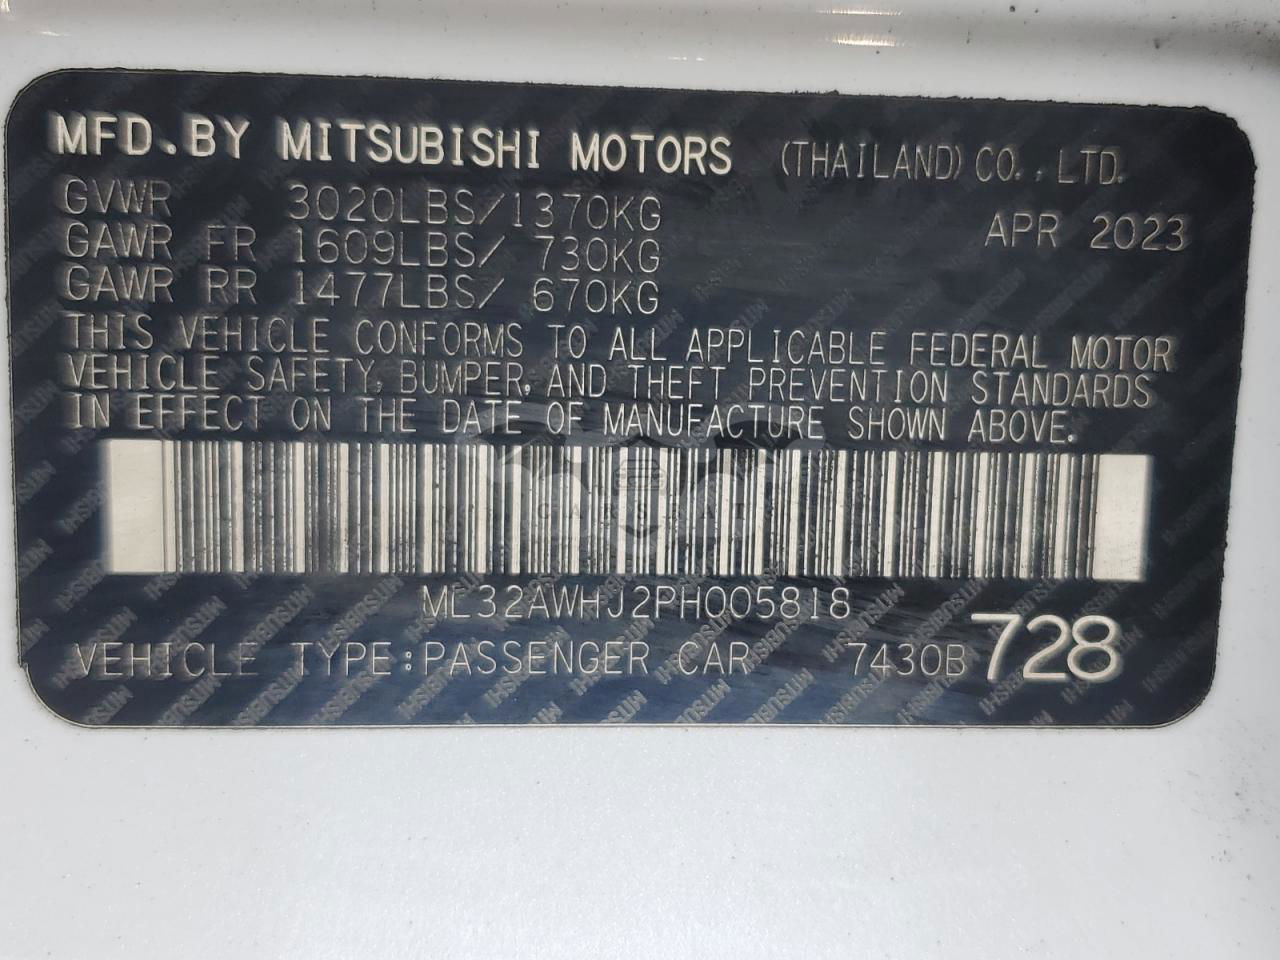 MFD.BY MITSUBISHI MOTORS (THAILAND) CO.,LTD.
GVWR 3020LBS/1370KG
APR 2023
GAWR FR 1609LBS/ 730KG
GAWR RR 1477LBS/ 670KG
THIS VEHICLE CONFORMS TO ALL APPLICABLE FEDERAL MOTOR
VEHICLE SAFETY, BUMPER, AND THEFT PREVENTION STANDARDS
IN EFFECT ON THE DATE OF MANUFACTURE SHOWN ABOVE.
ML32AWHJ2PH005818
VEHICLE TYPE:PASSENGER CAR 7430B 728